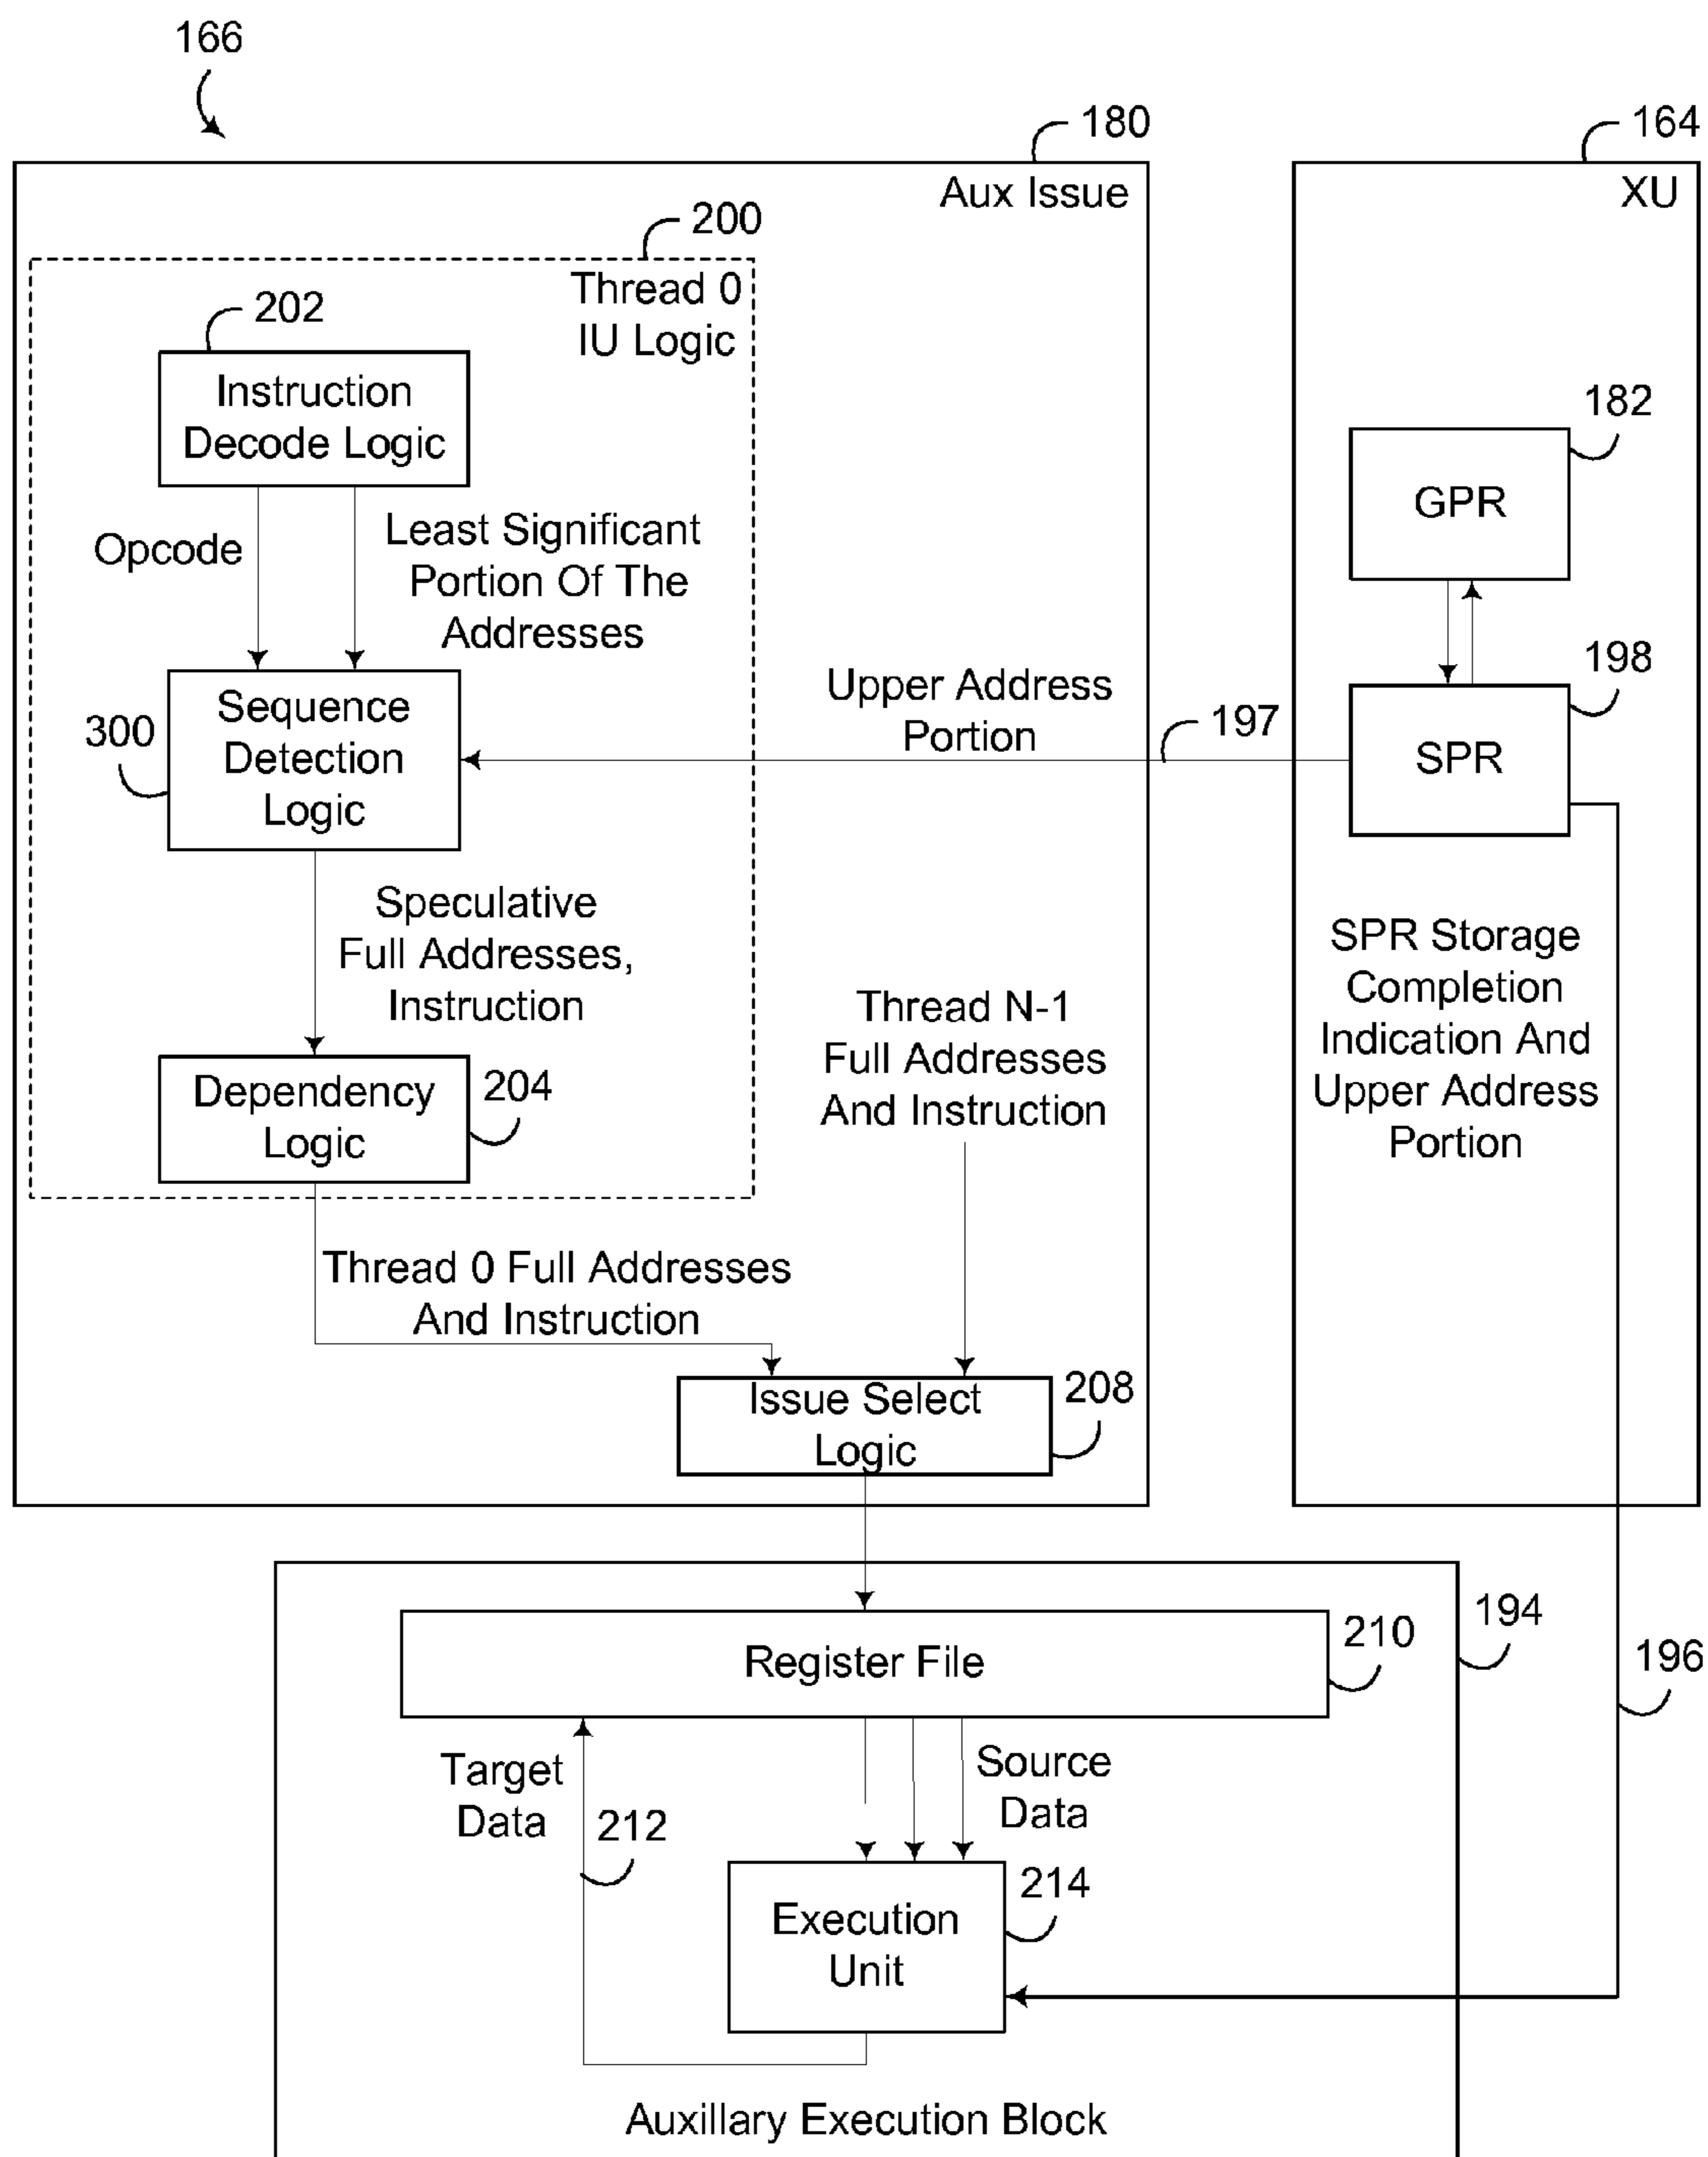 166
180
164
Aux Issue
XU
200
Thread 0
IU Logic
202
Instruction
Decode Logic
182
GPR
Opcode
Least Significant
Portion Of The
Addresses
198
SPR
Upper Address
Portion
197
300
Sequence
Detection
Logic
Speculative
Full Addresses,
Instruction
SPR Storage
Completion
Indication And
Upper Address
Portion
Thread N-1
Full Addresses
And Instruction
Dependency
Logic
204
Thread 0 Full Addresses
And Instruction
Issue Select
Logic
208
194
210
Register File
196
Target
Data
212
Source
Data
214
Execution
Unit
Auxillary Execution Block